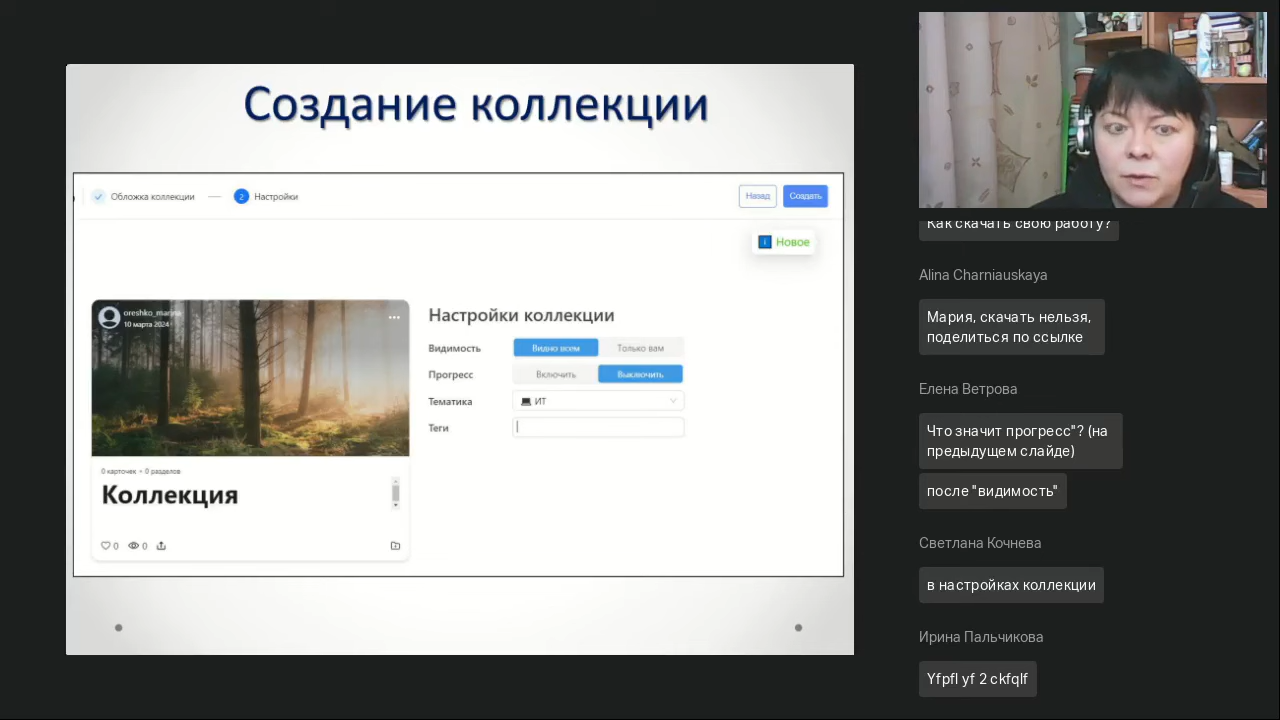 Создание коллекции
Обложка коллекции
2 Настройки
Назад
Создать
Новое
oreshko_marina
10 марта 2024
Настройки коллекции
Видимость Видно всем Только вам
Прогресс Включить Выключить
Тематика ИТ
Теги
0 карточек • 0 разделов
Коллекция
0 0
Как скачать свою работу?
Alina Charniauskaya
Мария, скачать нельзя,
поделиться по ссылке
Елена Ветрова
Что значит прогресс"? (на
предыдущем слайде)
после "видимость"
Светлана Кочнева
в настройках коллекции
Ирина Пальчикова
Yfpfl yf 2 ckfqlf